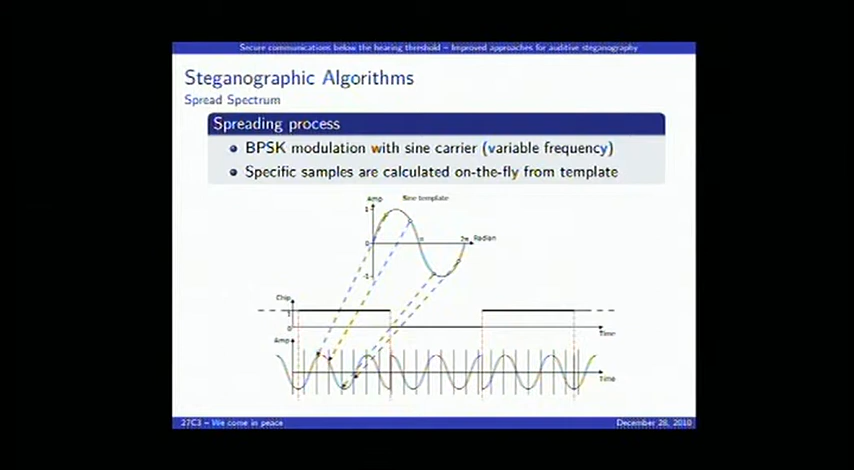 Secure communications below the hearing threshold – Improved approaches for auditive steganography
Steganographic Algorithms
Spread Spectrum
Spreading process
BPSK modulation with sine carrier (variable frequency)
Specific samples are calculated on-the-fly from template
Amp
Sine template
1
0
π
2π
Radian
-1
Chip
1
0
Time
Amp
Time
27C3 – We come in peace
December 28, 2010